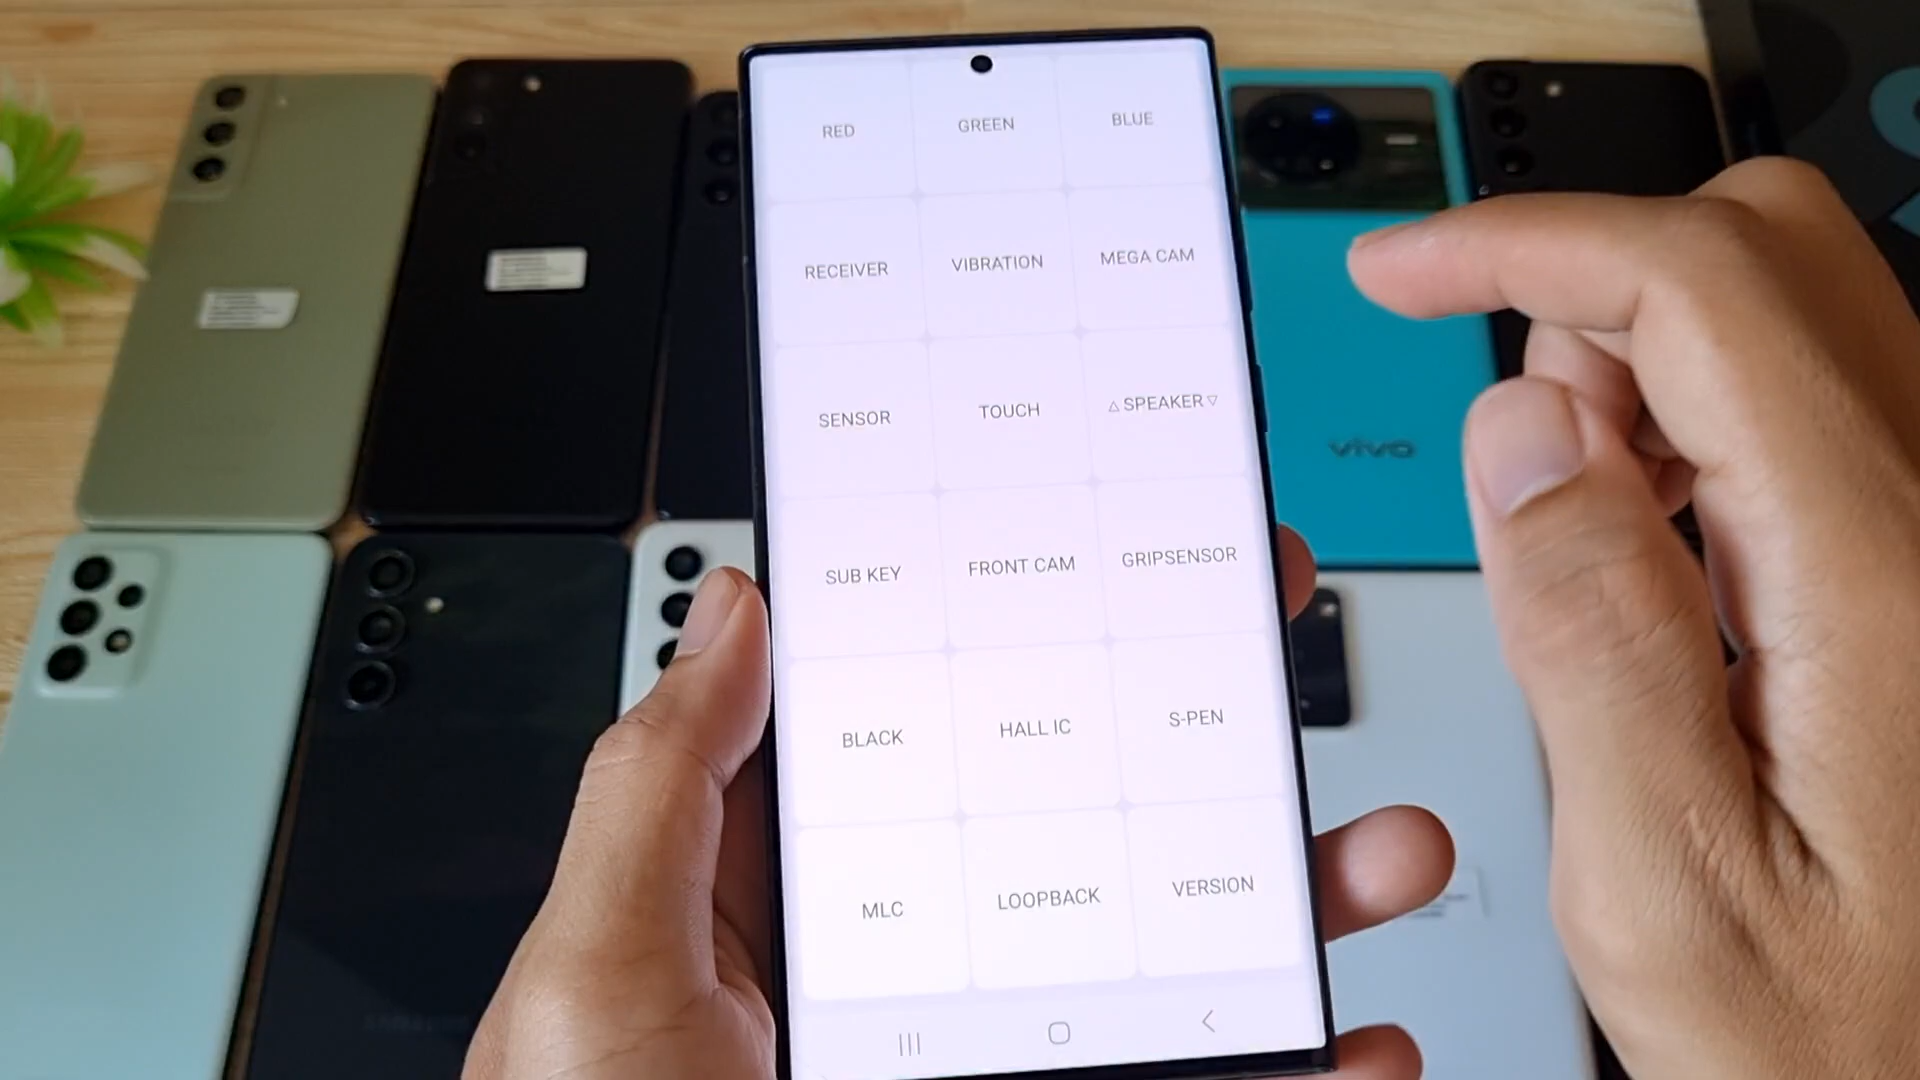 RED GREEN BLUE
RECEIVER VIBRATION MEGA CAM
SENSOR TOUCH △ SPEAKER ▽
SUB KEY FRONT CAM GRIPSENSOR
BLACK HALL IC S-PEN
MLC LOOPBACK VERSION
vivo
SAMSUNG